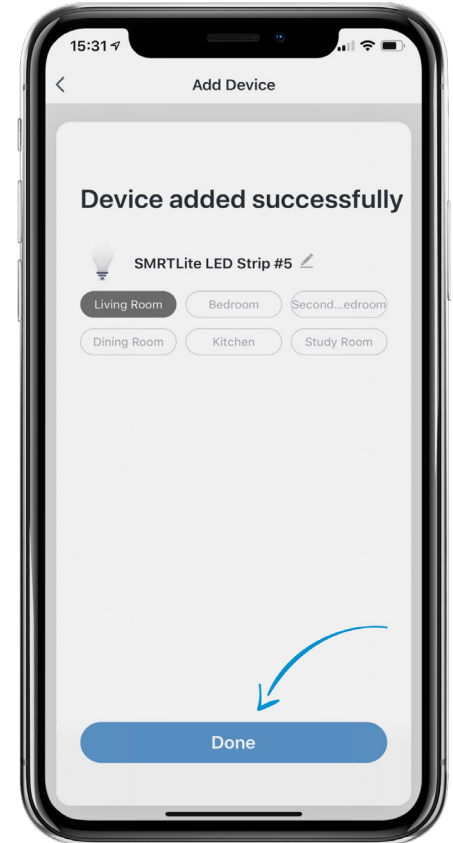 15:31
Add Device
Device added successfully
SMRTLite LED Strip #5
Living Room Bedroom Second...edroom
Dining Room Kitchen Study Room
Done